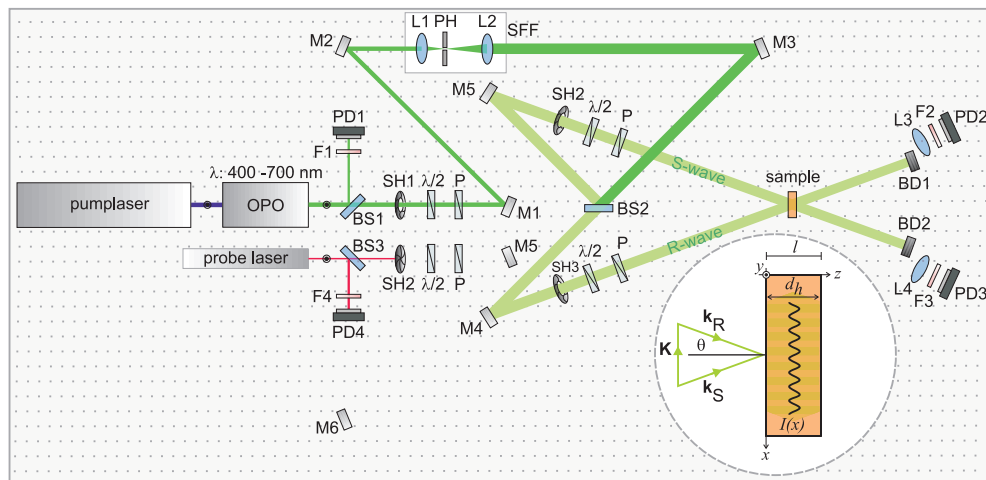 L1 PH L2
SFF
M2
M3
M5
SH2 λ/2 P
PD1
F1
λ: 400 -700 nm
pumplaser
OPO
BS1
SH1 λ/2 P
M1
S-wave
BS2
sample
L3 F2 PD2
BD1
BD2
L4 F3 PD3
probe laser
BS3
SH2 λ/2 P
M5
F4
PD4
R-wave
SH3 λ/2 P
M4
M6
l
y
z
d_h
k_R
K
θ
k_S
I(x)
x